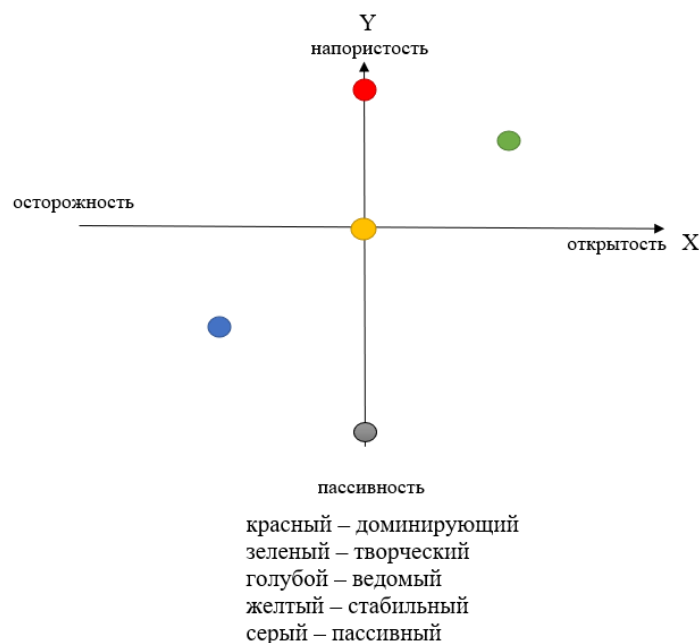 Y
напористость
осторожность
открытость X
пассивность
красный – доминирующий
зеленый – творческий
голубой – ведомый
желтый – стабильный
серый – пассивный